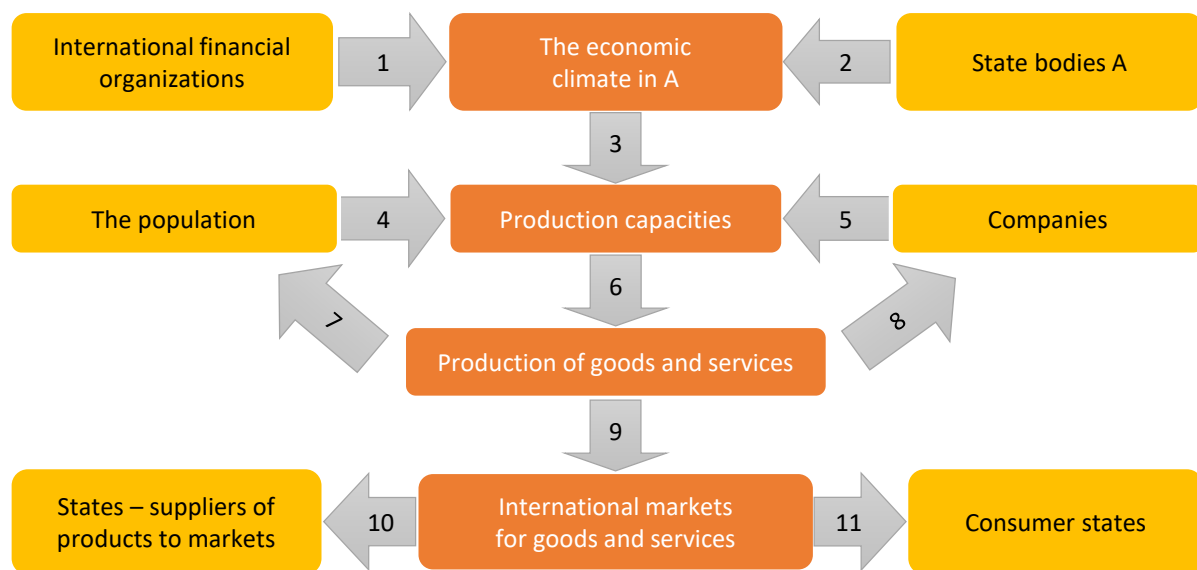 International financial
organizations
1
The economic
climate in A
2
State bodies A
3
The population
4
Production capacities
5
Companies
6
7
8
Production of goods and services
9
States – suppliers of
products to markets
10
International markets
for goods and services
11
Consumer states